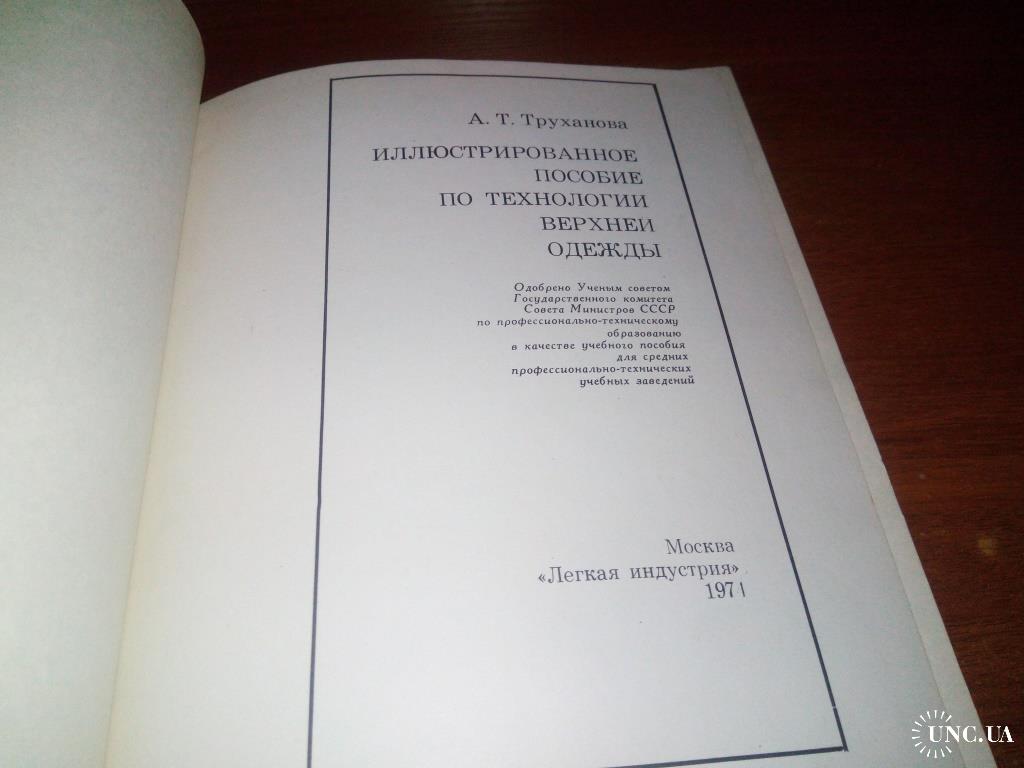 А. Т. Труханова
ИЛЛЮСТРИРОВАННОЕ
ПОСОБИЕ
ПО ТЕХНОЛОГИИ
ВЕРХНЕЙ
ОДЕЖДЫ
Одобрено Ученым советом
Государственного комитета
Совета Министров СССР
по профессионально-техническому
образованию
в качестве учебного пособия
для средних
профессионально-технических
учебных заведений
Москва
«Легкая индустрия»
1974
UNC.UA